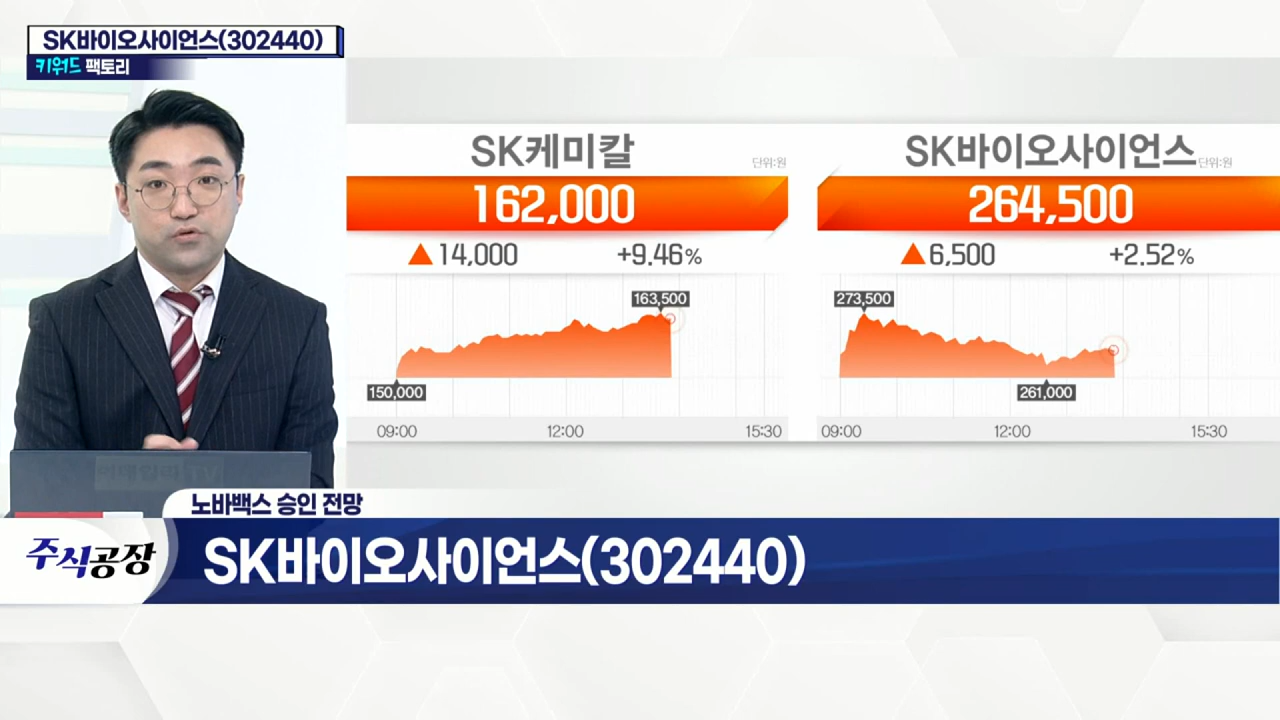 SK바이오사이언스(302440)
키워드 팩토리
SK케미칼
단위:원
162,000
▲14,000 +9.46%
163,500
150,000
09:00 12:00 15:30
SK바이오사이언스
단위:원
264,500
▲6,500 +2.52%
273,500
261,000
09:00 12:00 15:30
노바백스 승인 전망
주식공장
SK바이오사이언스(302440)